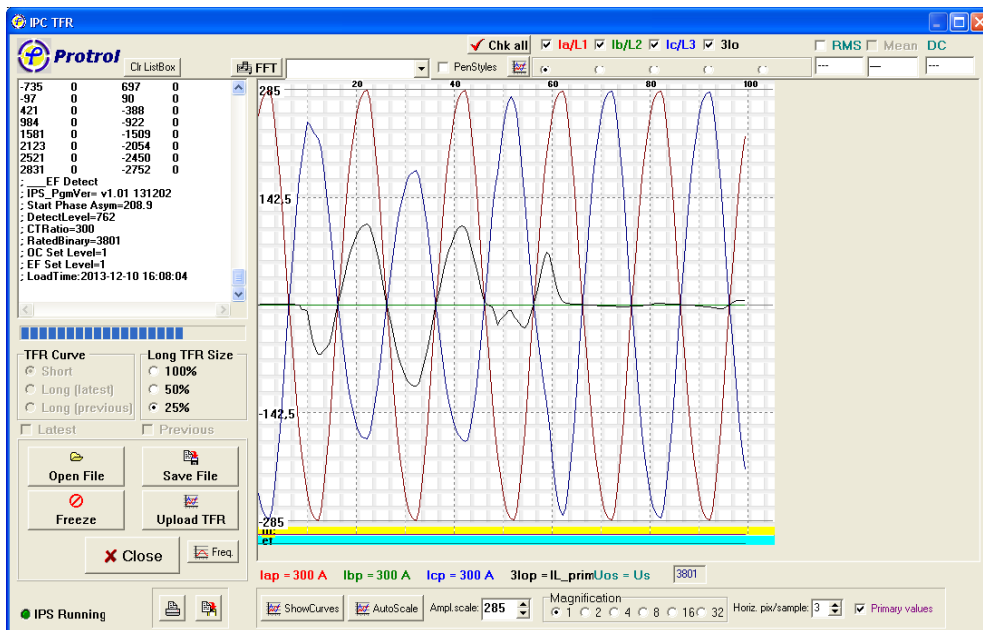 IPC TFR
Protrol
Clr ListBox
FFT
PenStyles
Chk all
Ia/L1
Ib/L2
Ic/L3
3Io
RMS
Mean
DC
---
---
---
-735 0 697 0
-97 0 90 0
421 0 -388 0
984 0 -922 0
1581 0 -1509 0
2123 0 -2054 0
2521 0 -2450 0
2831 0 -2752 0
; ___EF Detect
; IPS_PgmVer= v1.01 131202
; Start Phase Asym=208.9
; DetectLevel=762
; CTRatio=300
; RatedBinary=3801
; OC Set Level=1
; EF Set Level=1
; LoadTime:2013-12-10 16:08:04
20 40 60 80 100
285
142,5
-142,5
-285
TFR Curve
Short
Long (latest)
Long (previous)
Long TFR Size
100%
50%
25%
Latest
Previous
Open File
Save File
Freeze
Upload TFR
Close
Freq.
IPS Running
Iap = 300 A
Ibp = 300 A
Icp = 300 A
3Iop = IL_prim
Uos = Us
3801
ShowCurves
AutoScale
Ampl.scale:
285
Magnification
1 2 4 8 16 32
Horiz. pix/sample:
3
Primary values